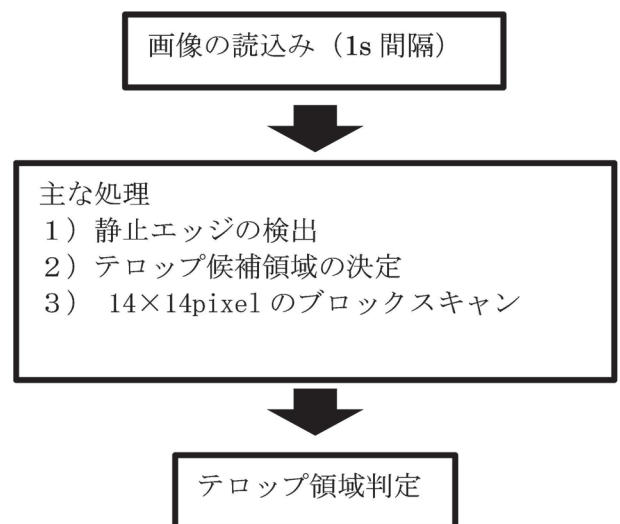 画像の読込み（1s 間隔）
主な処理
１）静止エッジの検出
２）テロップ候補領域の決定
３） 14×14pixel のブロックスキャン
テロップ領域判定